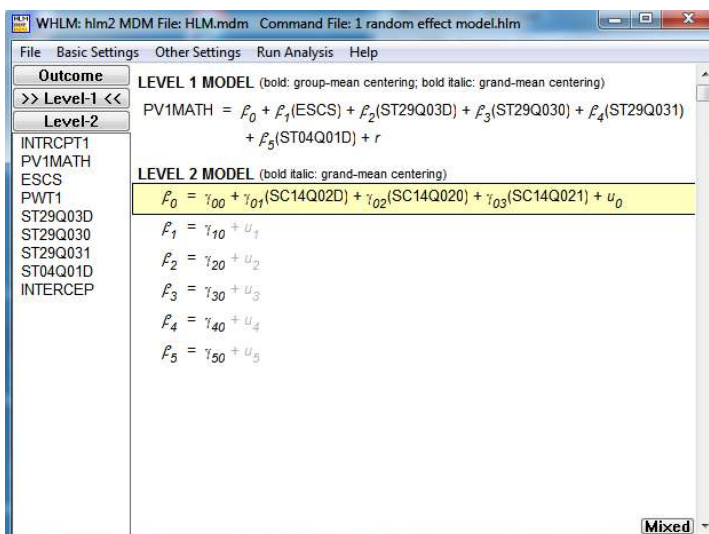 WHLM: hlm2 MDM File: HLM.mdm Command File: 1 random effect model.hlm
File Basic Settings Other Settings Run Analysis Help
Outcome
>> Level-1 <<
Level-2
INTRCPT1
PV1MATH
ESCS
PWT1
ST29Q03D
ST29Q030
ST29Q031
ST04Q01D
INTERCEP
LEVEL 1 MODEL (bold: group-mean centering; bold italic: grand-mean centering)
PV1MATH = β0 + β1(ESCS) + β2(ST29Q03D) + β3(ST29Q030) + β4(ST29Q031)
+ β5(ST04Q01D) + r
LEVEL 2 MODEL (bold italic: grand-mean centering)
β0 = γ00 + γ01(SC14Q02D) + γ02(SC14Q020) + γ03(SC14Q021) + u0
β1 = γ10 + u1
β2 = γ20 + u2
β3 = γ30 + u3
β4 = γ40 + u4
β5 = γ50 + u5
Mixed